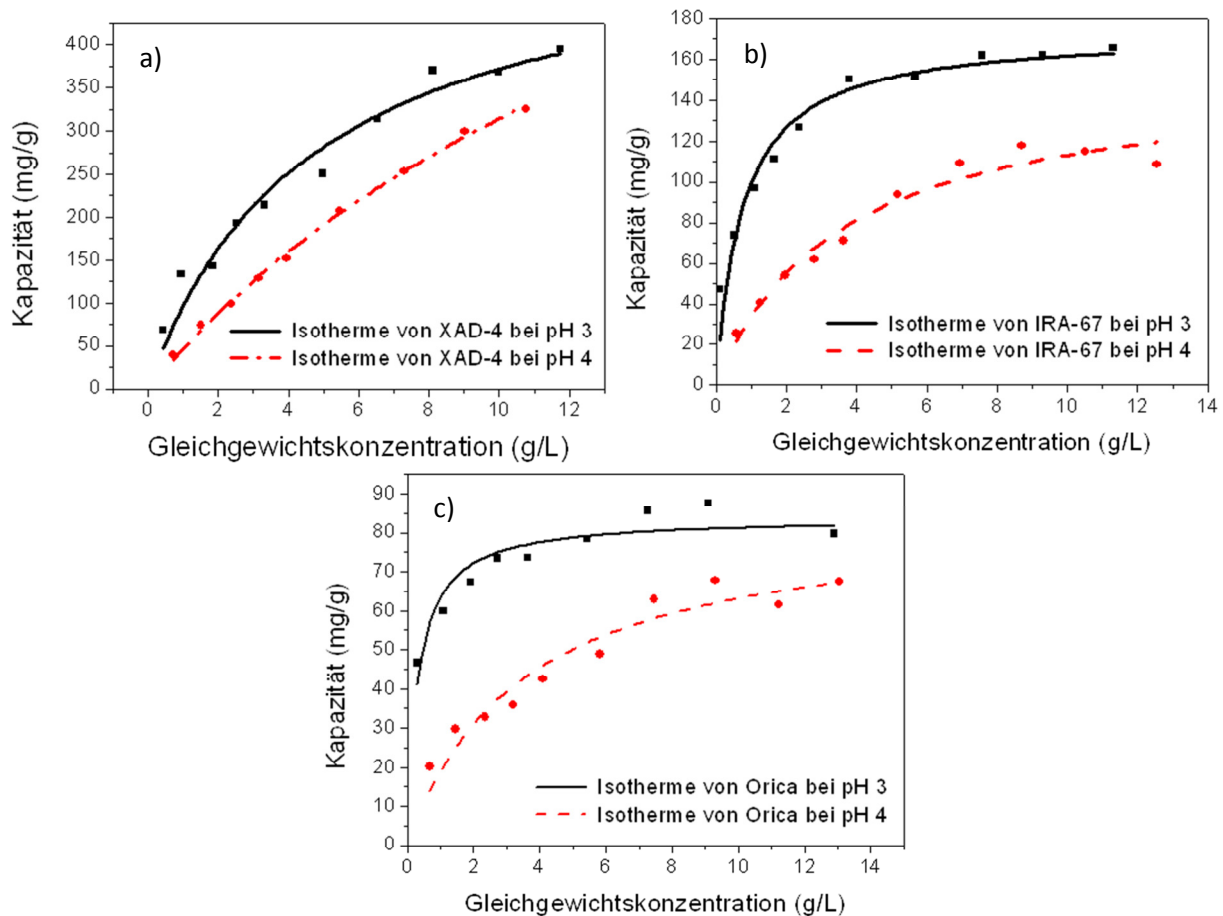 a)
Kapazität (mg/g)
400
350
300
250
200
150
100
50
0
Isotherme von XAD-4 bei pH 3
Isotherme von XAD-4 bei pH 4
0 2 4 6 8 10 12
Gleichgewichtskonzentration (g/L)
b)
Kapazität (mg/g)
180
160
140
120
100
80
60
40
20
0
Isotherme von IRA-67 bei pH 3
Isotherme von IRA-67 bei pH 4
0 2 4 6 8 10 12 14
Gleichgewichtskonzentration (g/L)
c)
Kapazität (mg/g)
90
80
70
60
50
40
30
20
10
0
Isotherme von Orica bei pH 3
Isotherme von Orica bei pH 4
0 2 4 6 8 10 12 14
Gleichgewichtskonzentration (g/L)